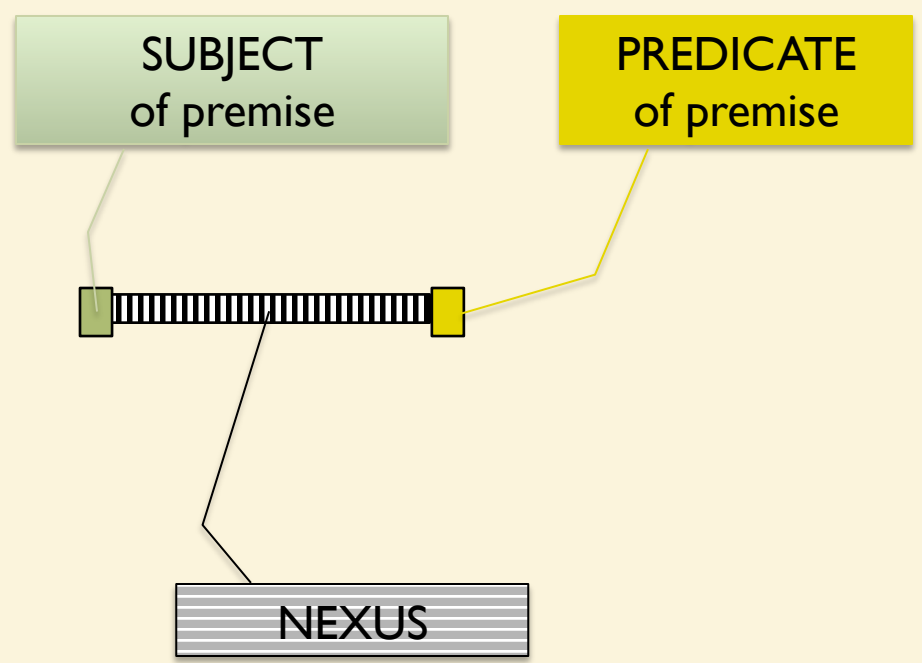 SUBJECT
of premise
PREDICATE
of premise
NEXUS